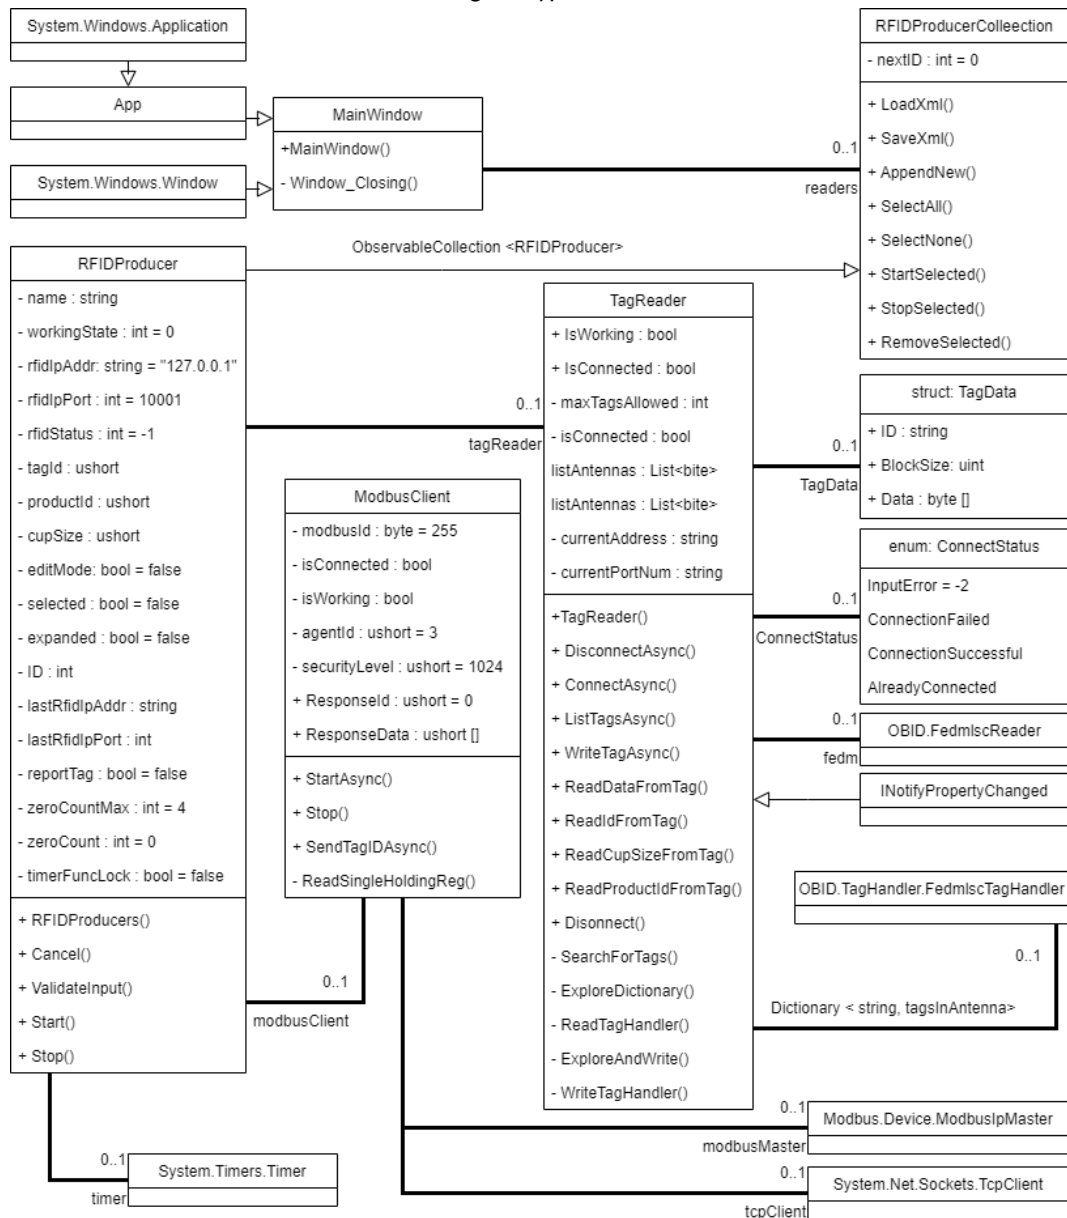 System.Windows.Application
App
System.Windows.Window
MainWindow
+MainWindow()
- Window_Closing()
0..1
readers
RFIDProducerColleection
- nextID : int = 0
+ LoadXml()
+ SaveXml()
+ AppendNew()
+ SelectAll()
+ SelectNone()
+ StartSelected()
+ StopSelected()
+ RemoveSelected()
ObservableCollection <RFIDProducer>
RFIDProducer
- name : string
- workingState : int = 0
- rfidIpAddr: string = "127.0.0.1"
- rfidIpPort : int = 10001
- rfidStatus : int = -1
- tagId : ushort
- productId : ushort
- cupSize : ushort
- editMode: bool = false
- selected : bool = false
- expanded : bool = false
- ID : int
- lastRfidIpAddr : string
- lastRfidIpPort : int
- reportTag : bool = false
- zeroCountMax : int = 4
- zeroCount : int = 0
- timerFuncLock : bool = false
+ RFIDProducers()
+ Cancel()
+ ValidateInput()
+ Start()
+ Stop()
0..1
tagReader
ModbusClient
- modbusId : byte = 255
- isConnected : bool
- isWorking : bool
- agentId : ushort = 3
- securityLevel : ushort = 1024
+ ResponseId : ushort = 0
+ ResponseData : ushort []
+ StartAsync()
+ Stop()
+ SendTagIDAsync()
- ReadSingleHoldingReg()
0..1
modbusClient
TagReader
+ IsWorking : bool
+ IsConnected : bool
- maxTagsAllowed : int
- isConnected : bool
listAntennas : List<bite>
listAntennas : List<bite>
- currentAddress : string
- currentPortNum : string
+TagReader()
+ DisconnectAsync()
+ ConnectAsync()
+ ListTagsAsync()
+ WriteTagAsync()
+ ReadDataFromTag()
+ ReadIdFromTag()
+ ReadCupSizeFromTag()
+ ReadProductIdFromTag()
+ Disonnect()
- SearchForTags()
- ExploreDictionary()
- ReadTagHandler()
- ExploreAndWrite()
- WriteTagHandler()
0..1
TagData
struct: TagData
+ ID : string
+ BlockSize: uint
+ Data : byte []
0..1
ConnectStatus
enum: ConnectStatus
InputError = -2
ConnectionFailed
ConnectionSuccessful
AlreadyConnected
0..1
fedm
OBID.FedmIscReader
INotifyPropertyChanged
OBID.TagHandler.FedmIscTagHandler
0..1
Dictionary < string, tagsInAntenna>
0..1
modbusMaster
Modbus.Device.ModbusIpMaster
0..1
tcpClient
System.Net.Sockets.TcpClient
0..1
timer
System.Timers.Timer